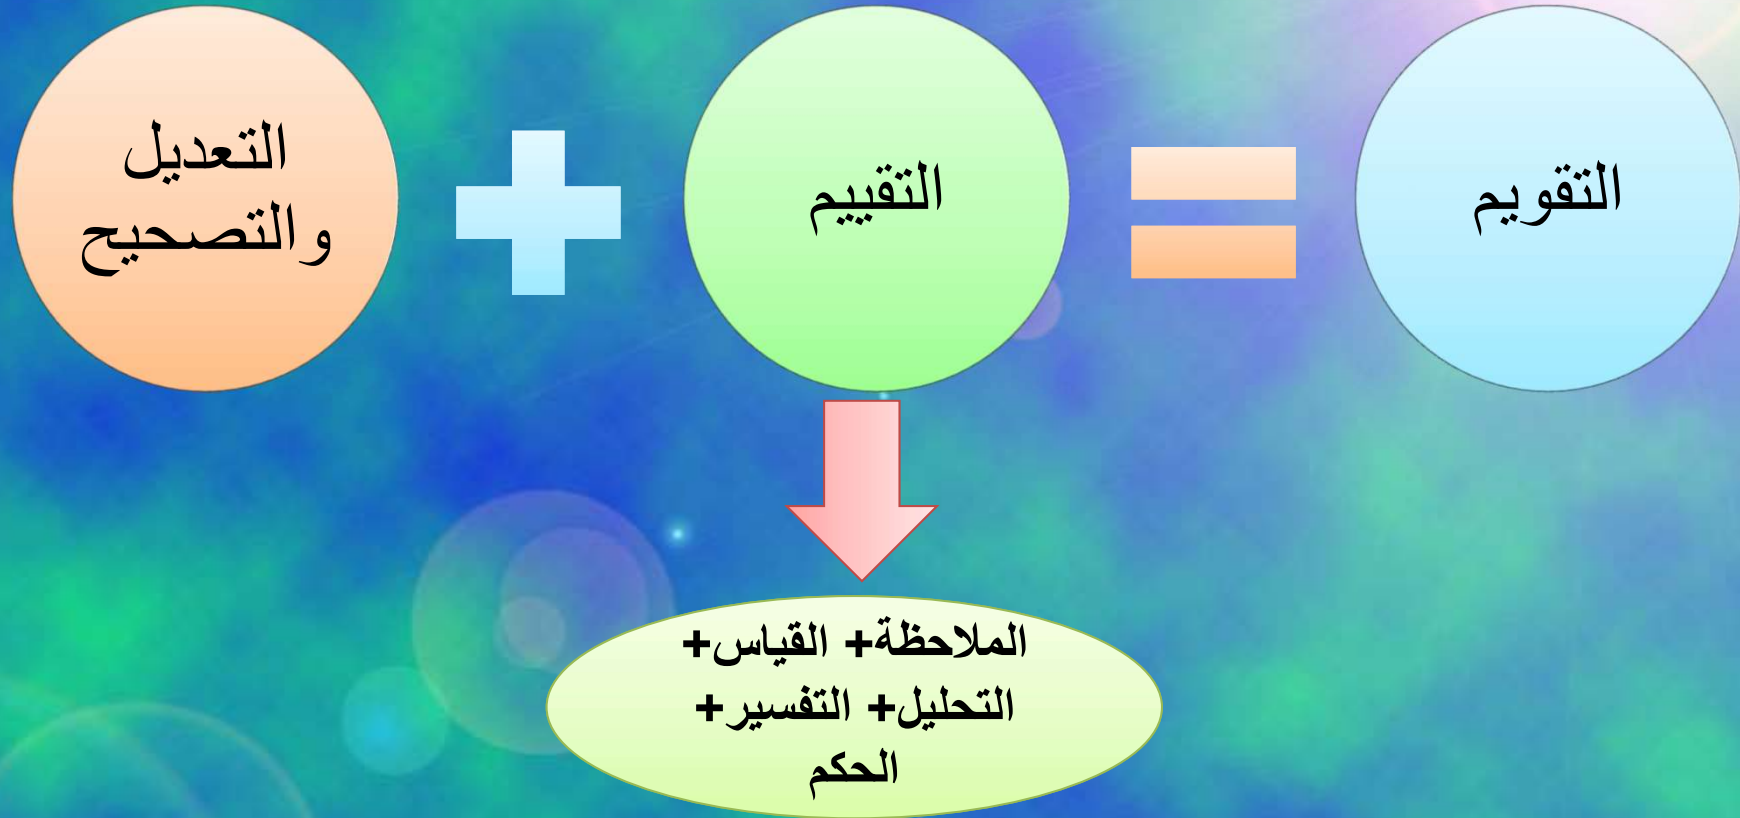 التقويم
التقييم
التعديل
والتصحيح
الملاحظة+ القياس+
التحليل+ التفسير+
الحكم